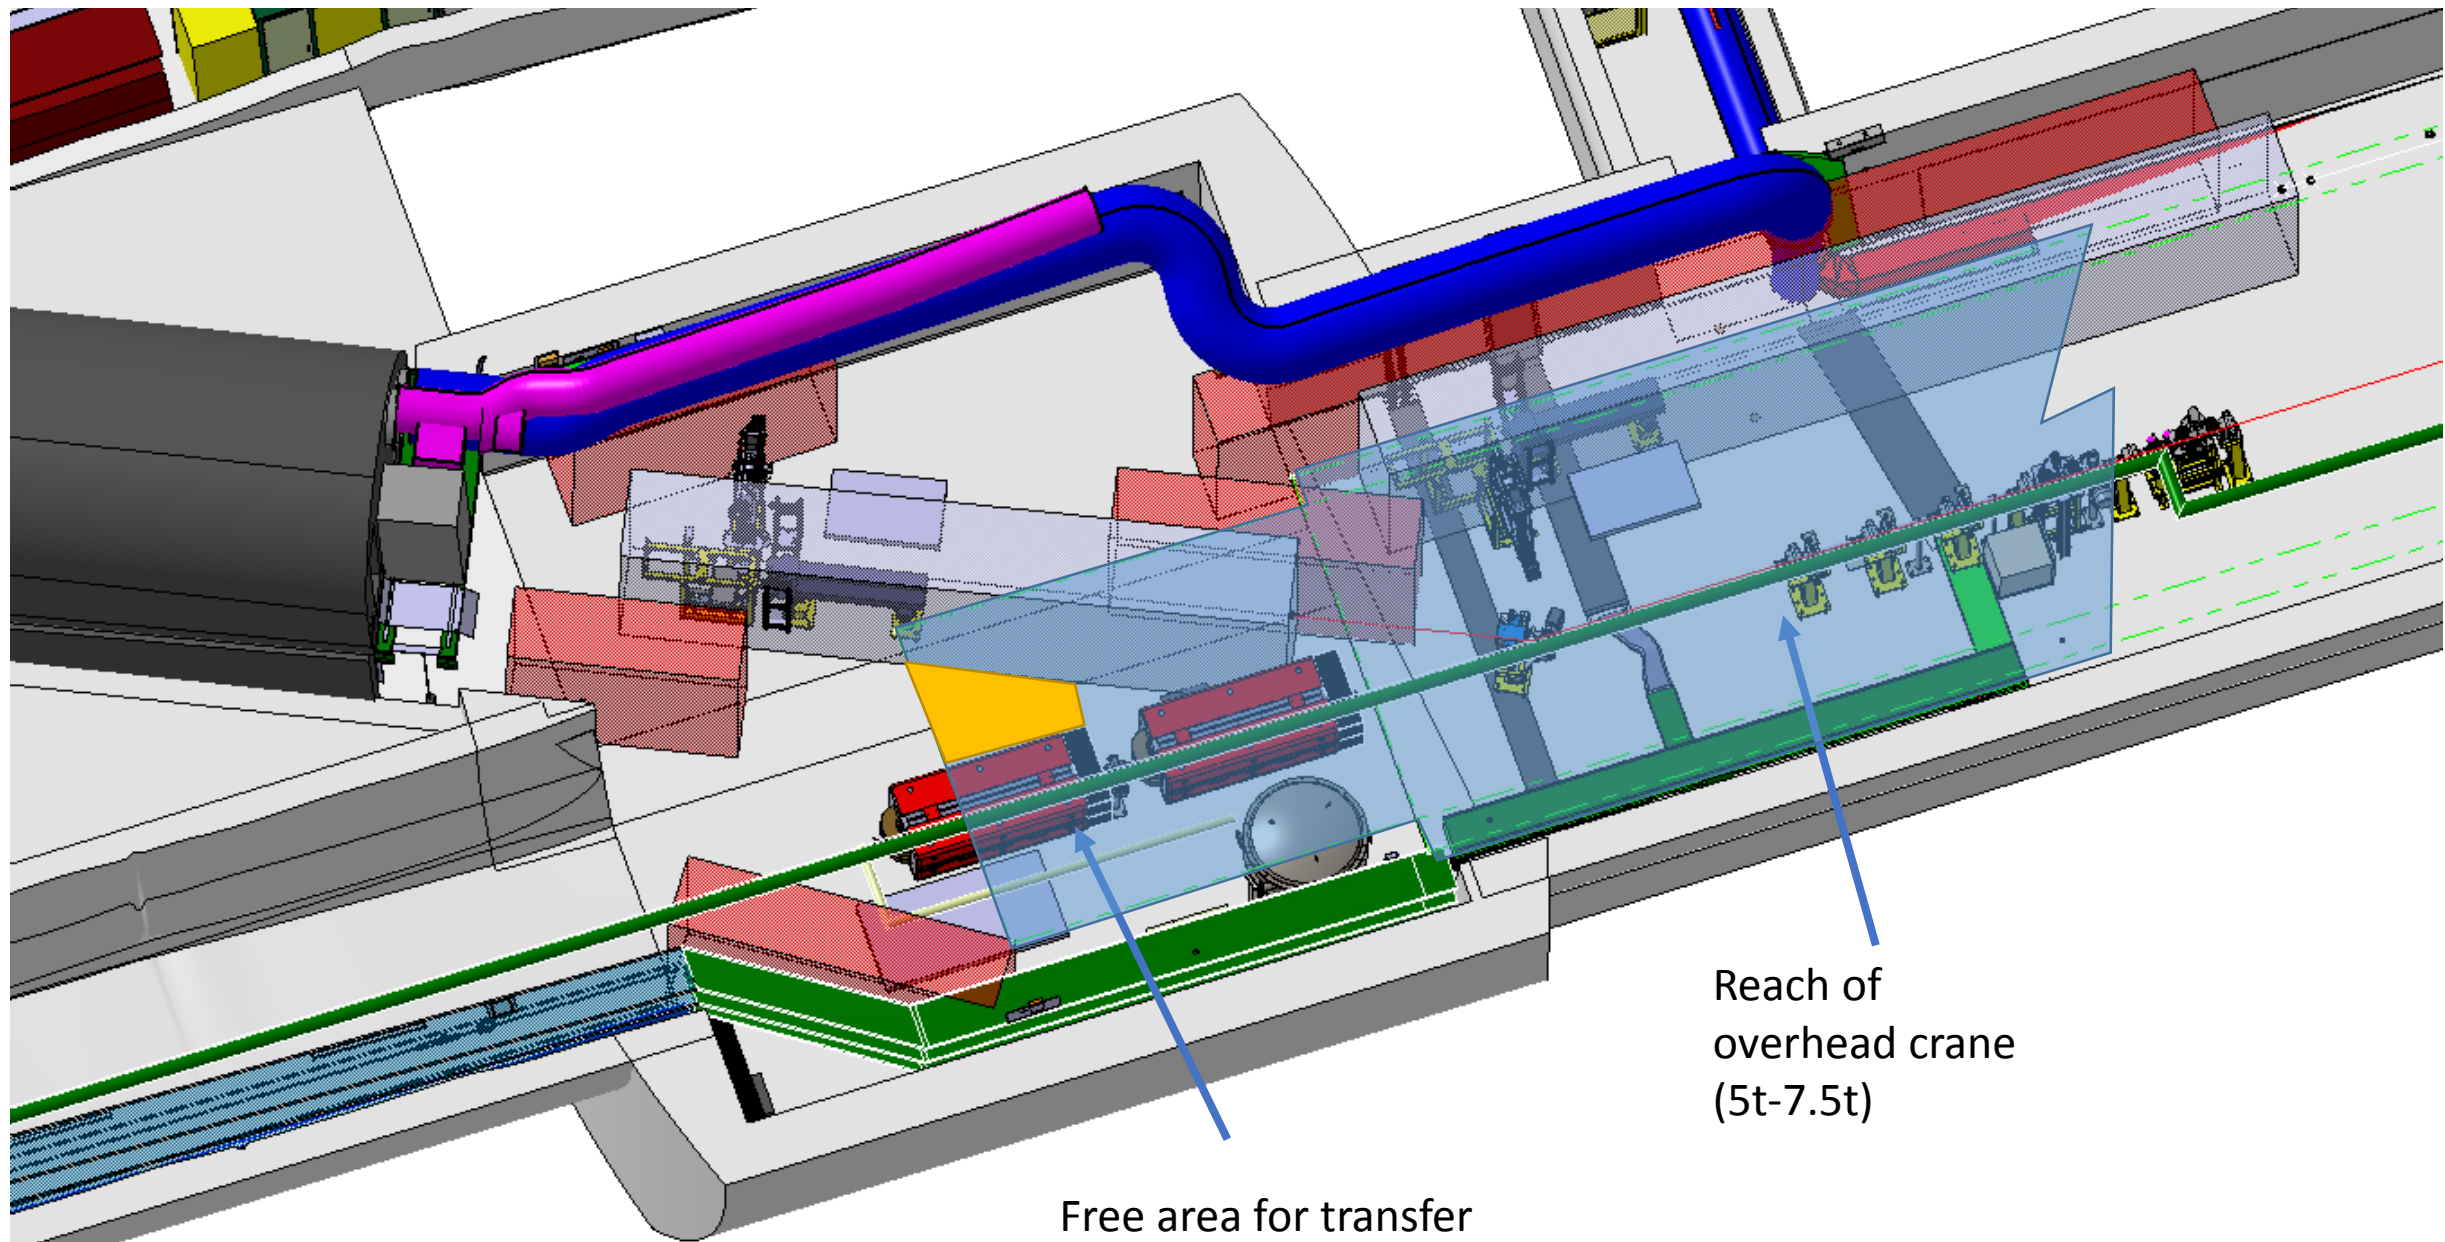 Reach of
overhead crane
(5t-7.5t)
Free area for transfer